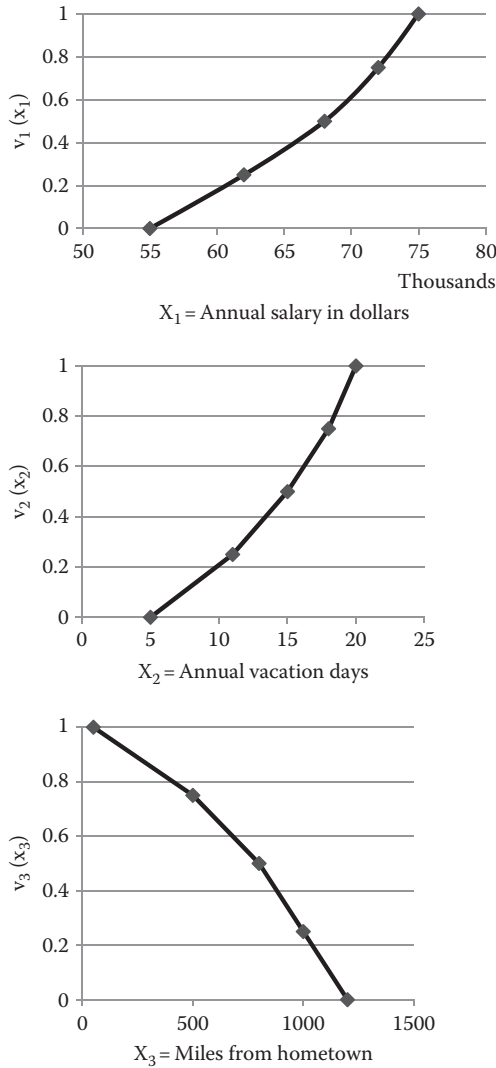 1
0.8
0.6
0.4
0.2
0
v1 (x1)
50 55 60 65 70 75 80
Thousands
X1 = Annual salary in dollars
1
0.8
0.6
0.4
0.2
0
v2 (x2)
0 5 10 15 20 25
X2 = Annual vacation days
1
0.8
0.6
0.4
0.2
0
v3 (x3)
0 500 1000 1500
X3 = Miles from hometown